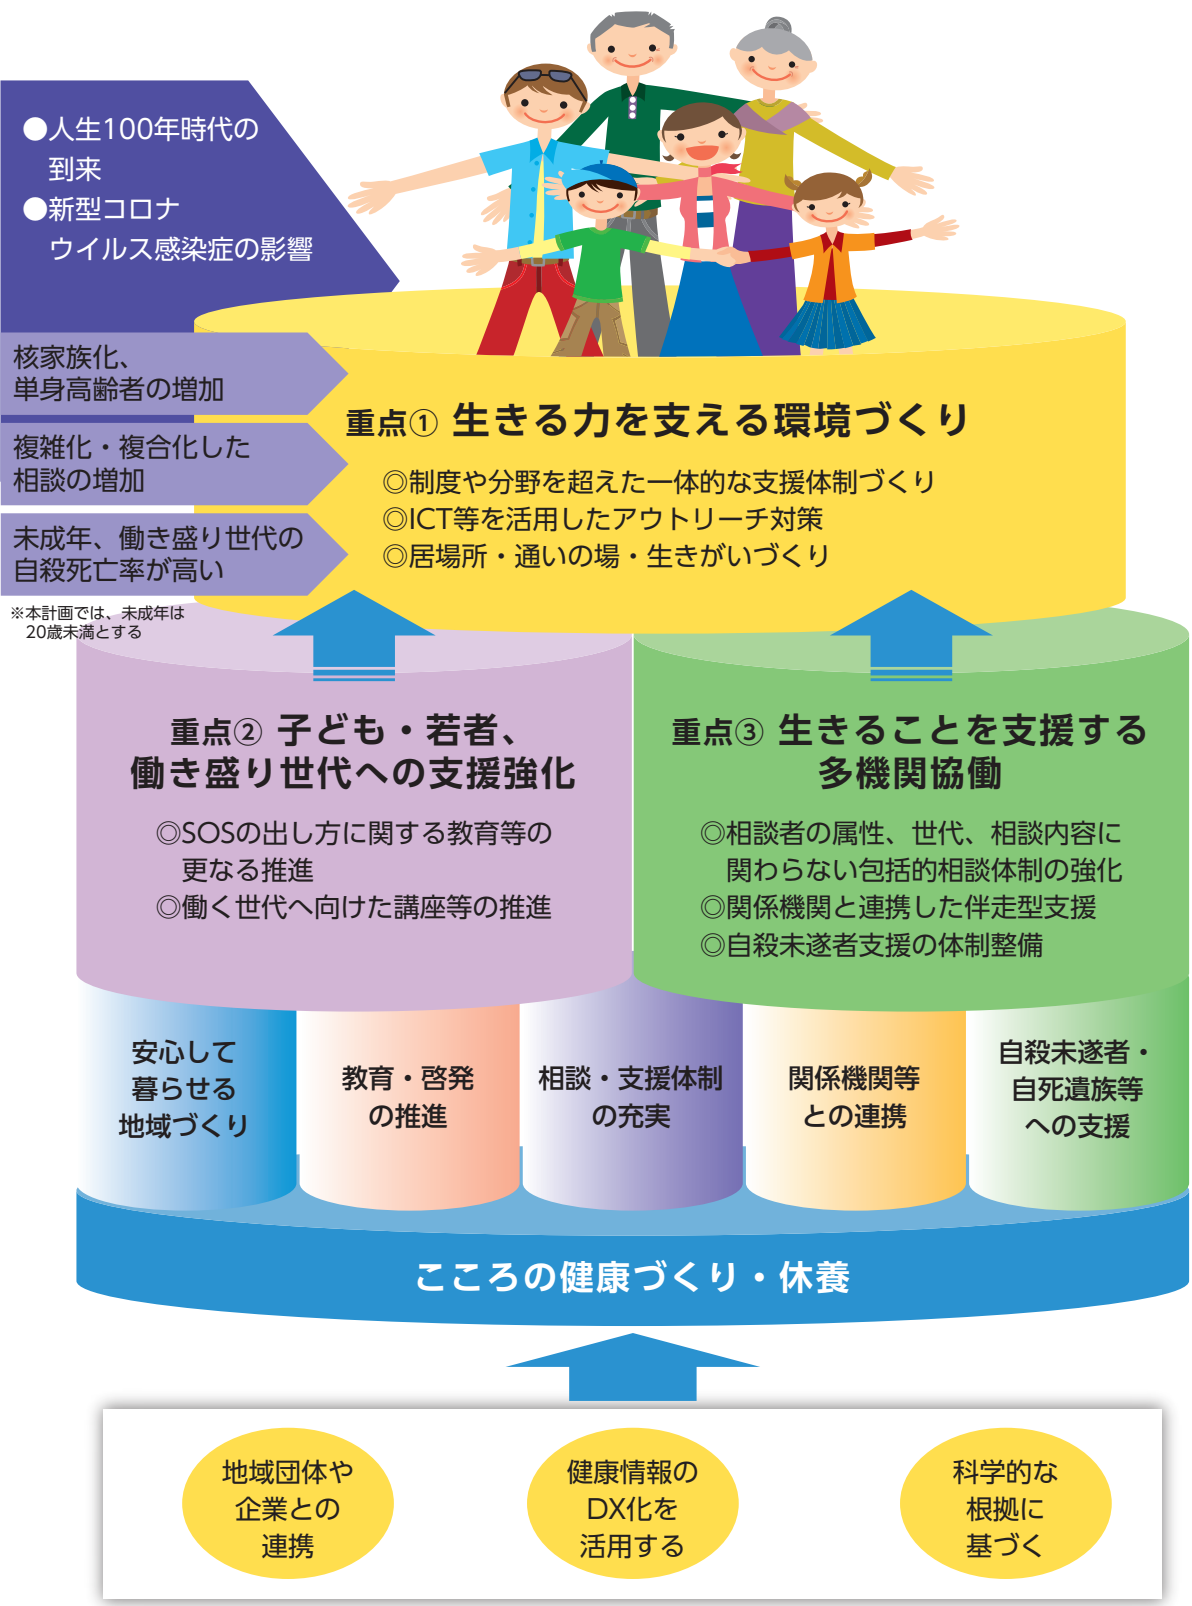 ●人生100年時代の
到来
●新型コロナ
ウイルス感染症の影響
核家族化、
単身高齢者の増加
複雑化・複合化した
相談の増加
未成年、働き盛り世代の
自殺死亡率が高い
※本計画では、未成年は
20歳未満とする
重点① 生きる力を支える環境づくり
◎制度や分野を超えた一体的な支援体制づくり
◎ICT等を活用したアウトリーチ対策
◎居場所・通いの場・生きがいづくり
重点② 子ども・若者、
働き盛り世代への支援強化
◎SOSの出し方に関する教育等の
更なる推進
◎働く世代へ向けた講座等の推進
重点③ 生きることを支援する
多機関協働
◎相談者の属性、世代、相談内容に
関わらない包括的相談体制の強化
◎関係機関と連携した伴走型支援
◎自殺未遂者支援の体制整備
安心して
暮らせる
地域づくり
教育・啓発
の推進
相談・支援体制
の充実
関係機関等
との連携
自殺未遂者・
自死遺族等
への支援
こころの健康づくり・休養
地域団体や
企業との
連携
健康情報の
DX化を
活用する
科学的な
根拠に
基づく